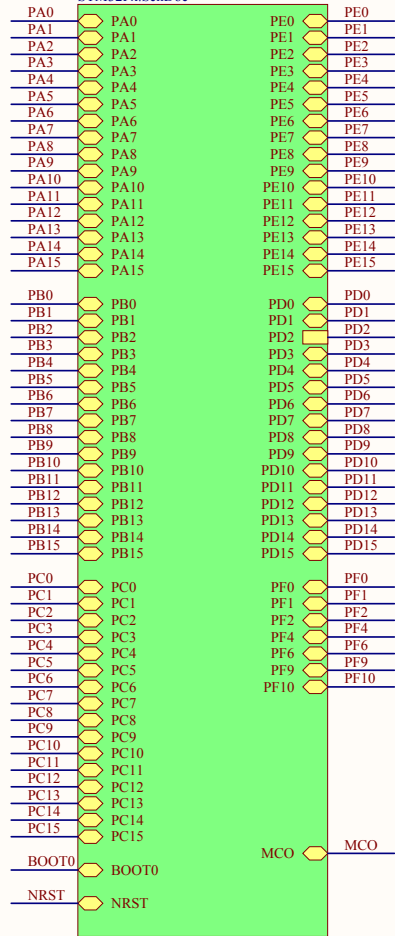 PA0 PA0 PE0 PE0
PA1 PA1 PE1 PE1
PA2 PA2 PE2 PE2
PA3 PA3 PE3 PE3
PA4 PA4 PE4 PE4
PA5 PA5 PE5 PE5
PA6 PA6 PE6 PE6
PA7 PA7 PE7 PE7
PA8 PA8 PE8 PE8
PA9 PA9 PE9 PE9
PA10 PA10 PE10 PE10
PA11 PA11 PE11 PE11
PA12 PA12 PE12 PE12
PA13 PA13 PE13 PE13
PA14 PA14 PE14 PE14
PA15 PA15 PE15 PE15
PB0 PB0 PD0 PD0
PB1 PB1 PD1 PD1
PB2 PB2 PD2 PD2
PB3 PB3 PD3 PD3
PB4 PB4 PD4 PD4
PB5 PB5 PD5 PD5
PB6 PB6 PD6 PD6
PB7 PB7 PD7 PD7
PB8 PB8 PD8 PD8
PB9 PB9 PD9 PD9
PB10 PB10 PD10 PD10
PB11 PB11 PD11 PD11
PB12 PB12 PD12 PD12
PB13 PB13 PD13 PD13
PB14 PB14 PD14 PD14
PB15 PB15 PD15 PD15
PC0 PC0 PF0 PF0
PC1 PC1 PF1 PF1
PC2 PC2 PF2 PF2
PC3 PC3 PF4 PF4
PC4 PC4 PF6 PF6
PC5 PC5 PF9 PF9
PC6 PC6 PF10 PF10
PC7 PC7
PC8 PC8
PC9 PC9
PC10 PC10
PC11 PC11
PC12 PC12
PC13 PC13
PC14 PC14
PC15 PC15
MCO MCO
BOOT0 BOOT0
NRST NRST